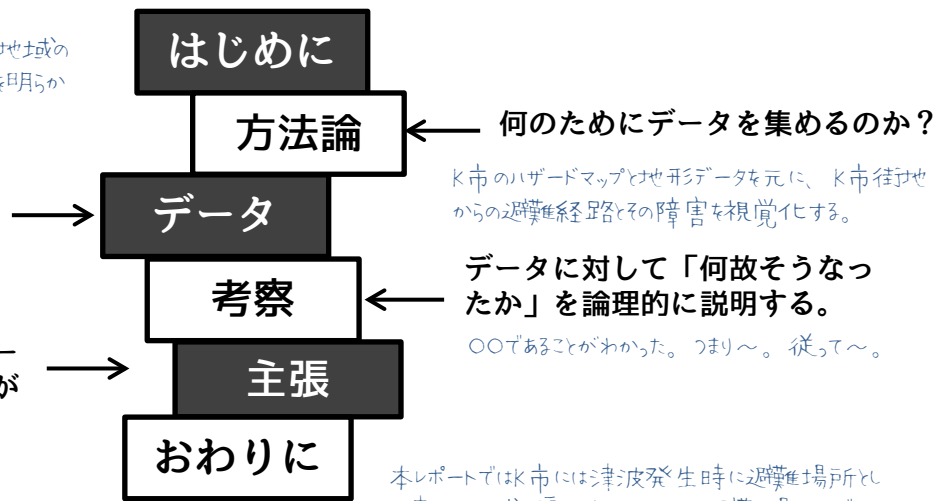 地域の
を明らか
はじめに
方法論
何のためにデータを集めるのか？
K市のハザードマップと地形データを元に、K市街地
からの避難経路とその障害を視覚化する。
データ
考察
データに対して「何故そうなっ
たか」を論理的に説明する。
○○であることがわかった。つまり～。従って～。
が
主張
おわりに
本レポートではK市には津波発生時に避難場所とし